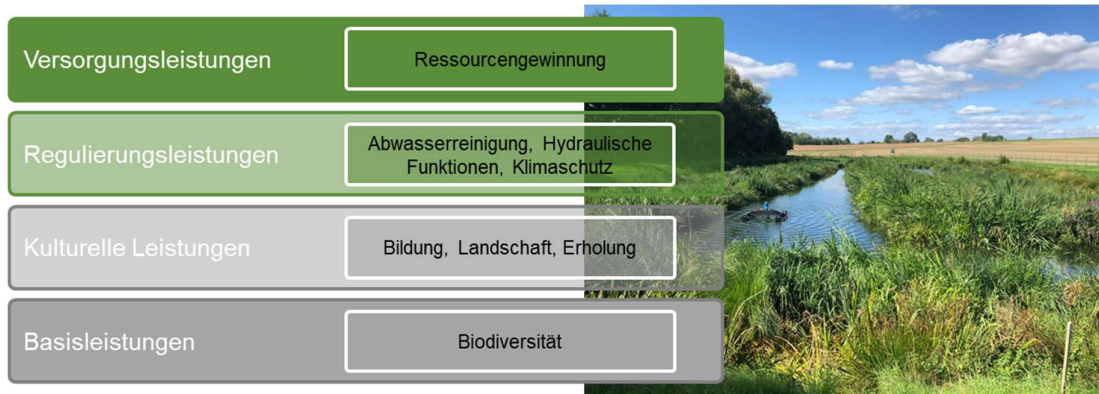 Versorgungsleistungen
Ressourcengewinnung
Regulierungsleistungen
Abwasserreinigung, Hydraulische
Funktionen, Klimaschutz
Kulturelle Leistungen
Bildung, Landschaft, Erholung
Basisleistungen
Biodiversität